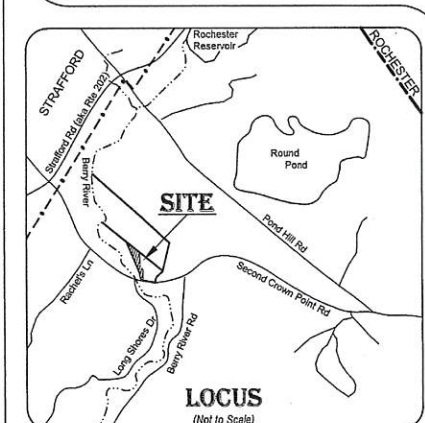 Rochester
Reservoir
ROCHESTER
STRAFFORD
Strafford Rd (aka Rte 202)
Round
Pond
Berry River
SITE
Pond Hill Rd
Second Crown Point Rd
Rachel's Ln
Long Shores Dr
Berry River Rd
LOCUS
(Not to Scale)